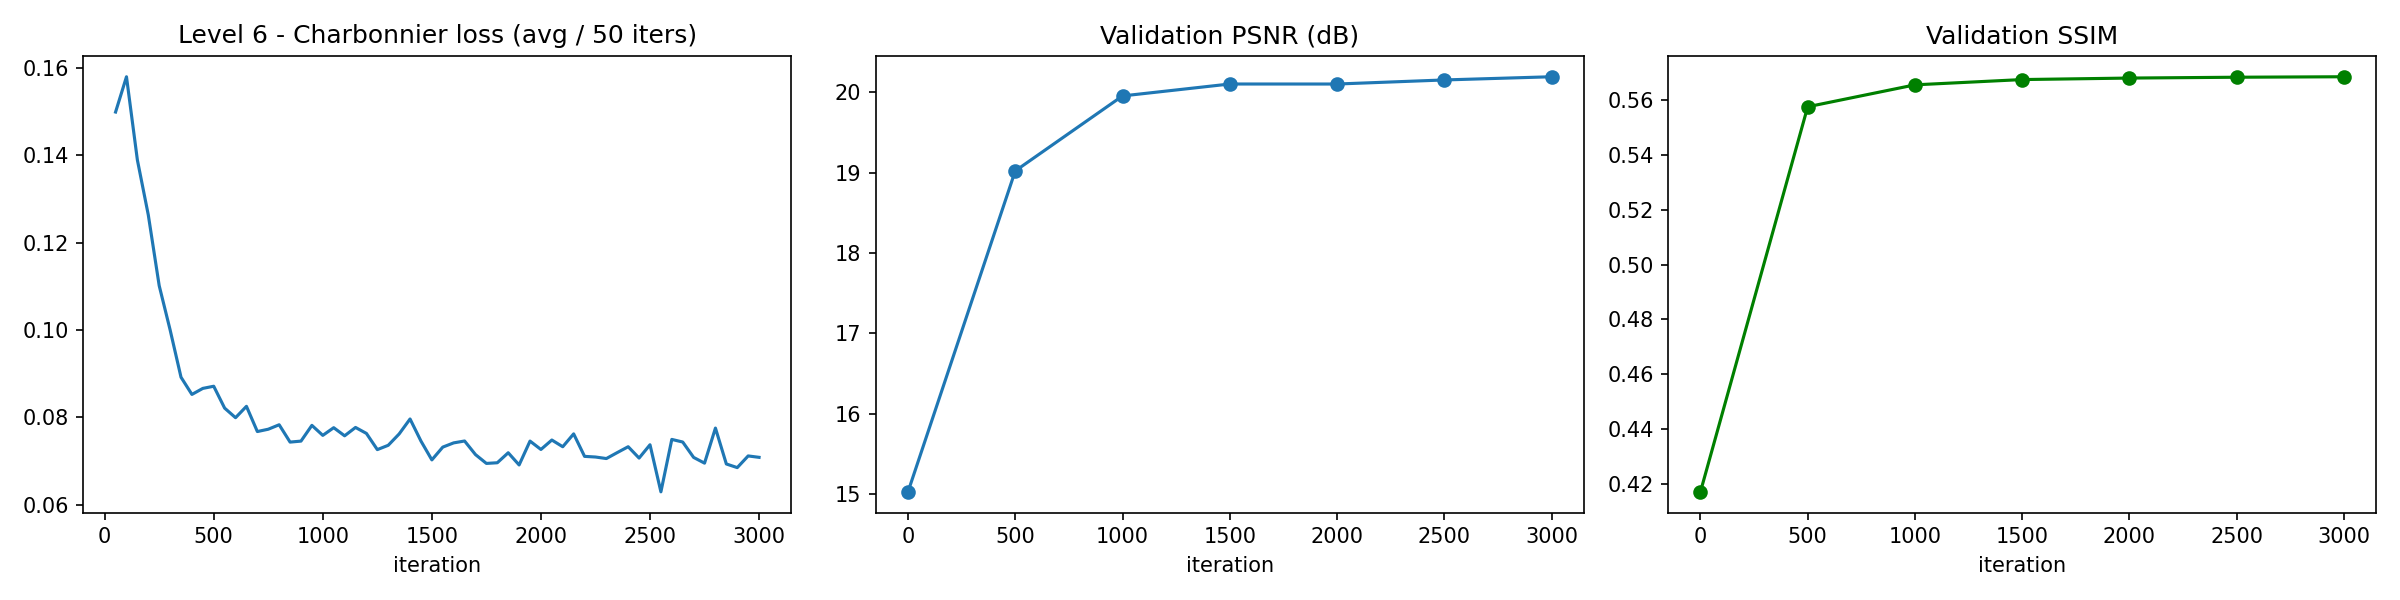 Level 6 - Charbonnier loss (avg / 50 iters)
0.16
0.14
0.12
0.10
0.08
0.06
0 500 1000 1500 2000 2500 3000
iteration
Validation PSNR (dB)
20
19
18
17
16
15
0 500 1000 1500 2000 2500 3000
iteration
Validation SSIM
0.56
0.54
0.52
0.50
0.48
0.46
0.44
0.42
0 500 1000 1500 2000 2500 3000
iteration